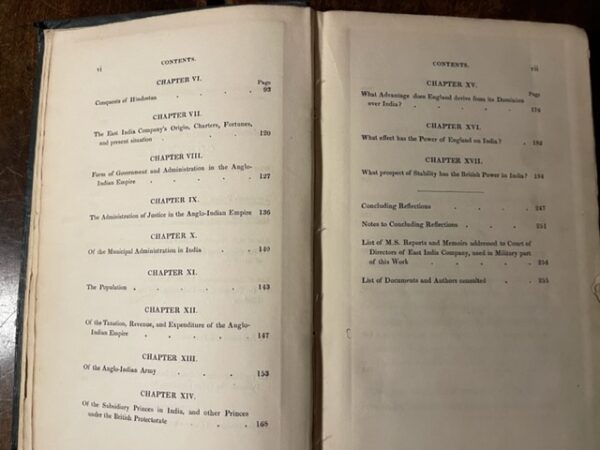 vi
CONTENTS.
CHAPTER VI.
Page
Conquests of Hindostan . . . . 93
CHAPTER VII.
The East India Company's Origin, Charters, Fortunes,
and present situation . . . . 120
CHAPTER VIII.
Form of Government and Administration in the Anglo-
Indian Empire . . . . 127
CHAPTER IX.
The Administration of Justice in the Anglo-Indian Empire 136
CHAPTER X.
Of the Municipal Administration in India . . 140
CHAPTER XI.
The Population . . . . . 143
CHAPTER XII.
Of the Taxation, Revenue, and Expenditure of the Anglo-
Indian Empire . . . . . 147
CHAPTER XIII.
Of the Anglo-Indian Army . . . . 153
CHAPTER XIV.
Of the Subsidiary Princes in India, and other Princes
under the British Protectorate . . . 168
CONTENTS.
vii
CHAPTER XV.
Page
What Advantage does England derive from its Dominion
over India? . . . . .
CHAPTER XVI.
What effect has the Power of England on India? .
CHAPTER XVII.
What prospect of Stability has the British Power in India? 194
Concluding Reflections . . . . 247
Notes to Concluding Reflections . . . . 251
List of M.S. Reports and Memoirs addressed to Court of
Directors of East India Company, used in Military part
of this Work . . . . . 254
List of Documents and Authors committed . . 255